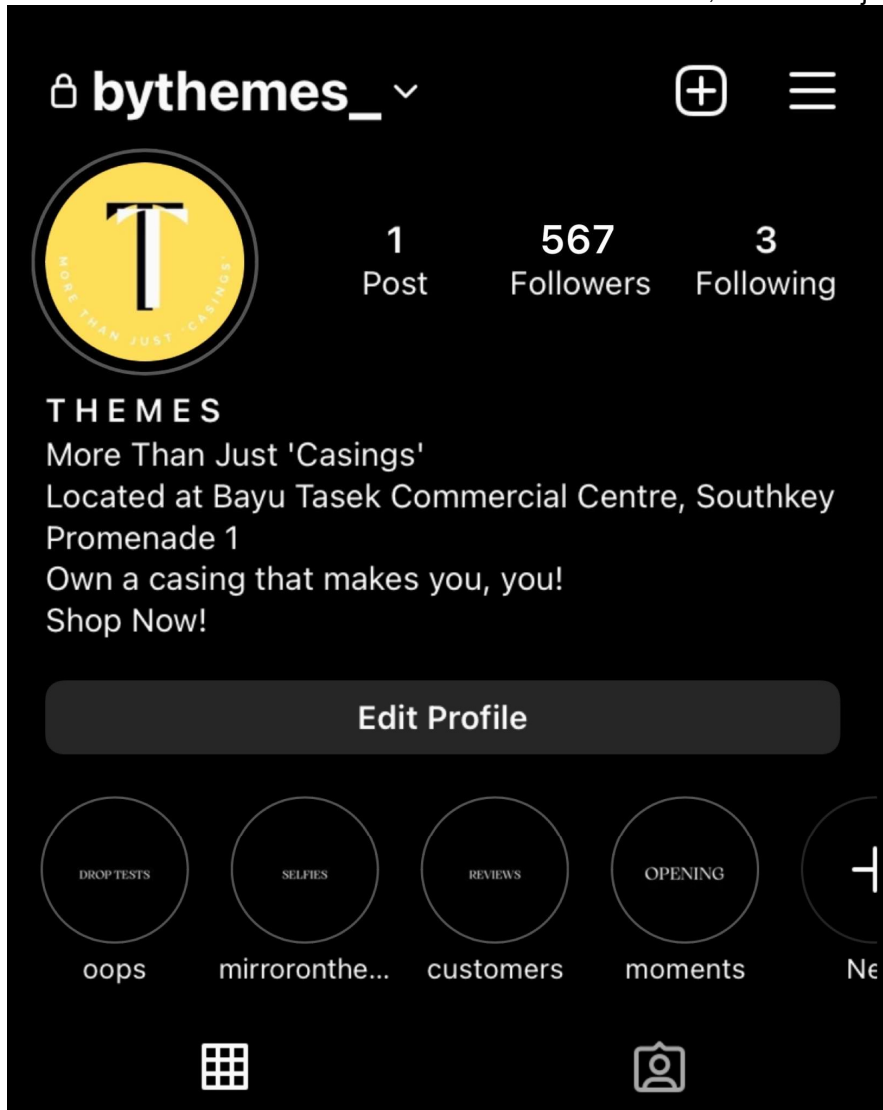 bythemes_
T
MORE THAN JUST 'CASINGS'
1
Post
567
Followers
3
Following
T H E M E S
More Than Just 'Casings'
Located at Bayu Tasek Commercial Centre, Southkey
Promenade 1
Own a casing that makes you, you!
Shop Now!
Edit Profile
DROP TESTS
SELFIES
REVIEWS
OPENING
oops
mirroronthe...
customers
moments